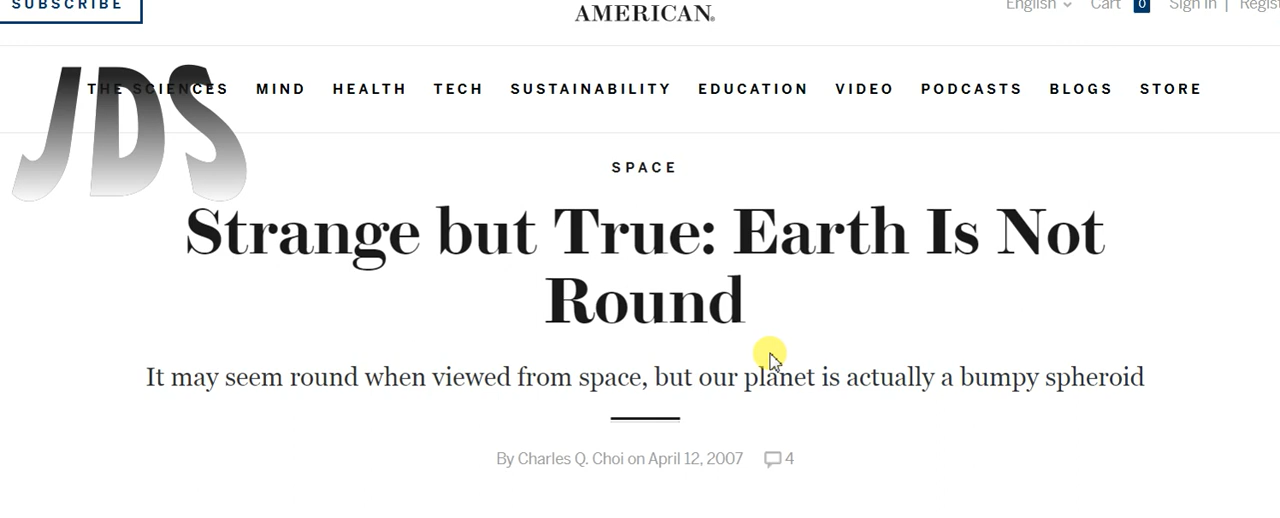 SUBSCRIBE
AMERICAN®
English
Cart 0
Sign In |
JDS
THE SCIENCES MIND HEALTH TECH SUSTAINABILITY EDUCATION VIDEO PODCASTS BLOGS STORE
SPACE
Strange but True: Earth Is Not
Round
It may seem round when viewed from space, but our planet is actually a bumpy spheroid
By Charles Q. Choi on April 12, 2007 4